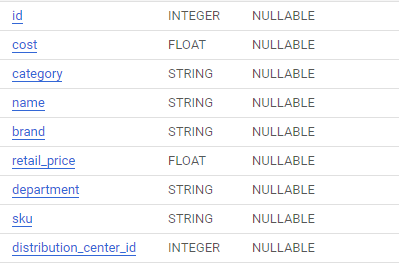 id INTEGER NULLABLE
cost FLOAT NULLABLE
category STRING NULLABLE
name STRING NULLABLE
brand STRING NULLABLE
retail_price FLOAT NULLABLE
department STRING NULLABLE
sku STRING NULLABLE
distribution_center_id INTEGER NULLABLE